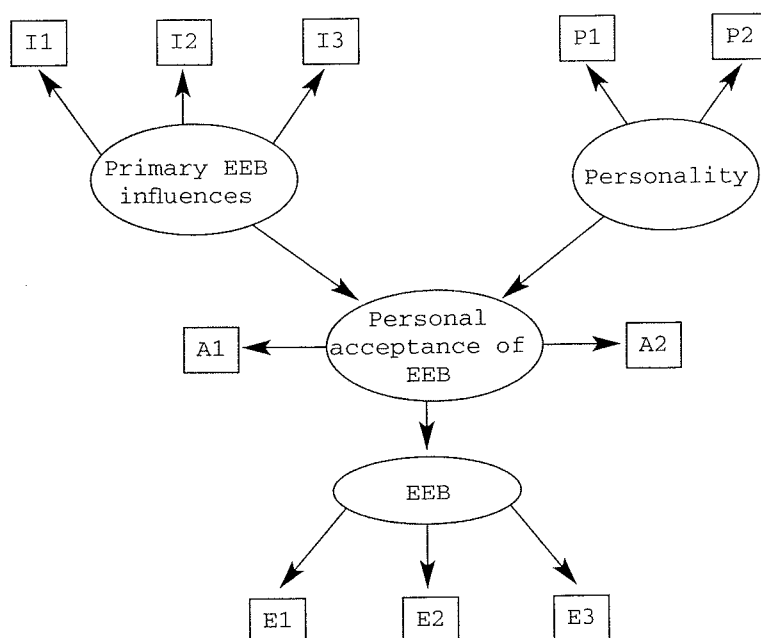 I1
I2
I3
P1
P2
Primary EEB
influences
Personality
Personal
acceptance of
EEB
A1
A2
EEB
E1
E2
E3